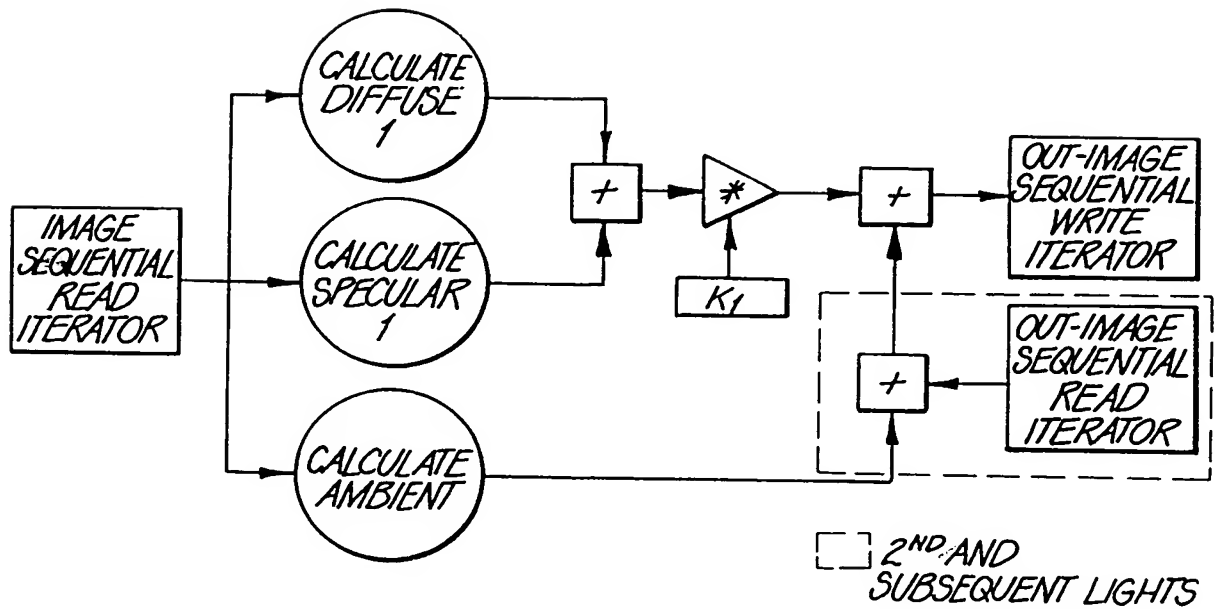 IMAGE
SEQUENTIAL
READ
ITERATOR
CALCULATE
DIFFUSE
1
CALCULATE
SPECULAR
1
CALCULATE
AMBIENT
+
*
K1
+
+
OUT-IMAGE
SEQUENTIAL
WRITE
ITERATOR
OUT-IMAGE
SEQUENTIAL
READ
ITERATOR
2ND AND
SUBSEQUENT LIGHTS